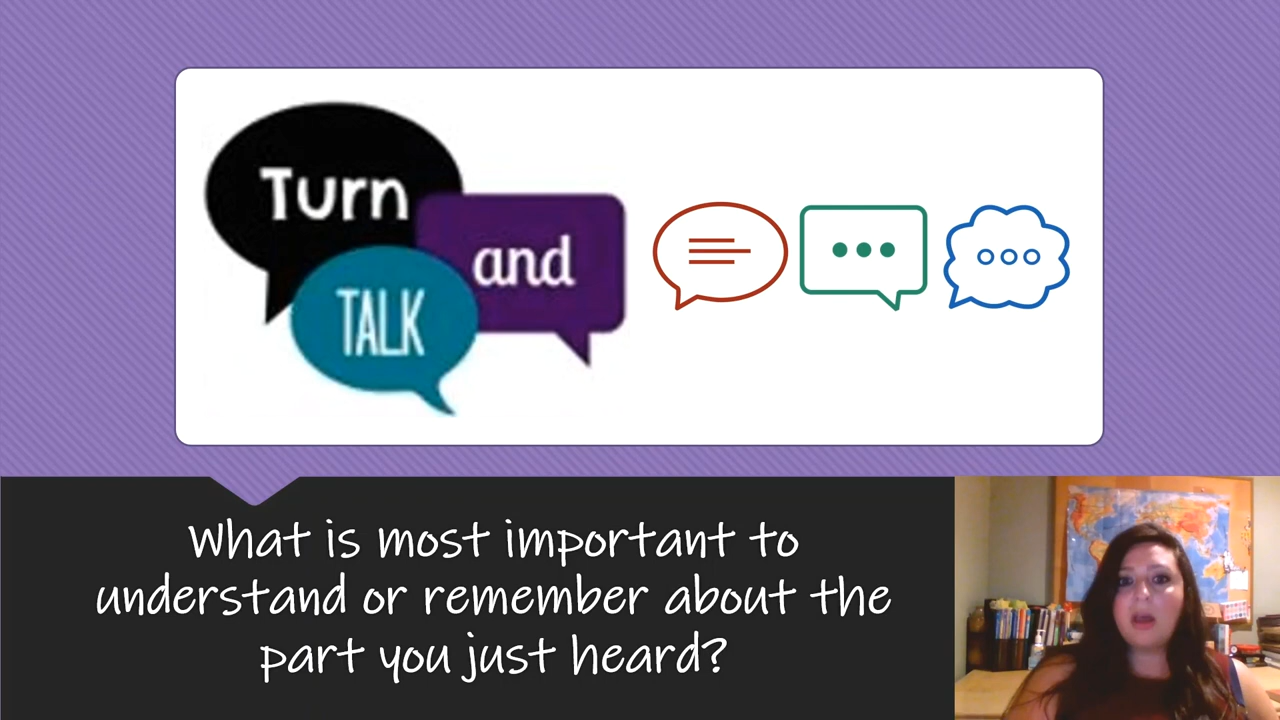 Turn
and
TALK
What is most important to
understand or remember about the
part you just heard?